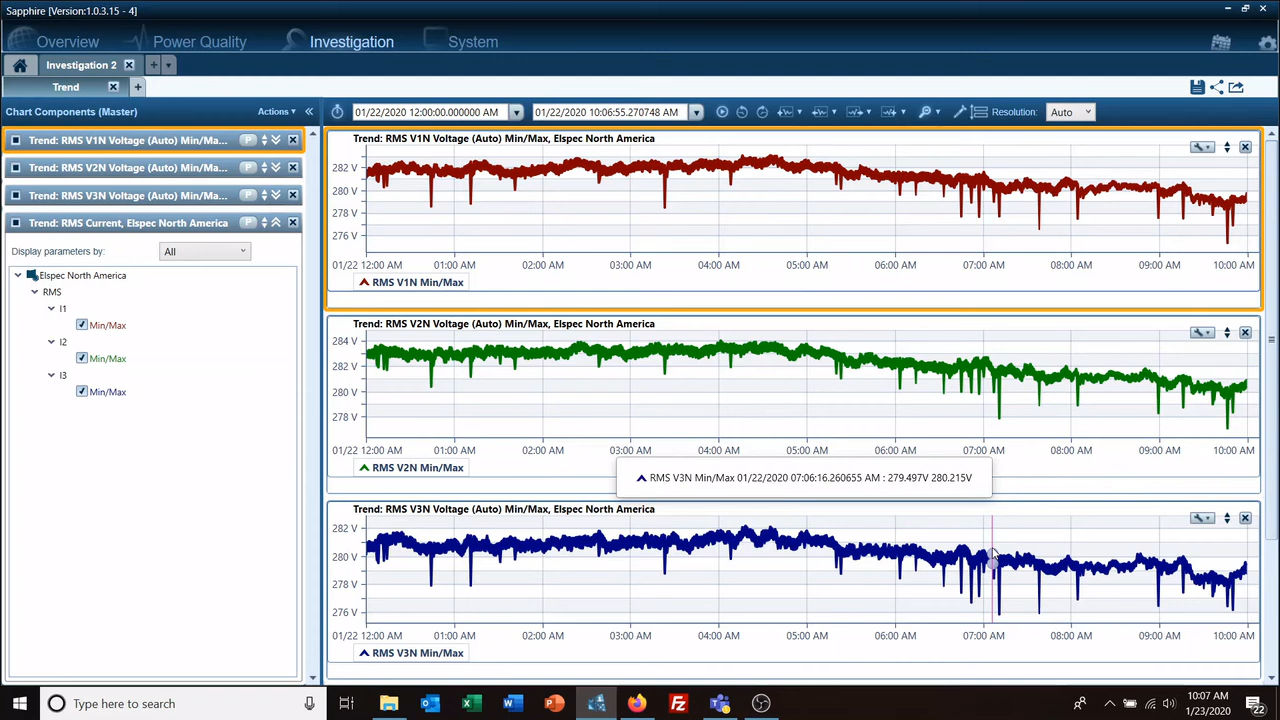 Sapphire [Version:1.0.3.15 - 4]
Overview Power Quality Investigation System
Investigation 2
Trend
Chart Components (Master) Actions
01/22/2020 12:00:00.000000 AM 01/22/2020 10:06:55.270748 AM Resolution: Auto
Trend: RMS V1N Voltage (Auto) Min/Ma... P
Trend: RMS V2N Voltage (Auto) Min/Ma... P
Trend: RMS V3N Voltage (Auto) Min/Ma... P
Trend: RMS Current, Elspec North America P
Display parameters by: All
Elspec North America
RMS
I1
Min/Max
I2
Min/Max
I3
Min/Max
Trend: RMS V1N Voltage (Auto) Min/Max, Elspec North America
282 V
280 V
278 V
276 V
01/22 12:00 AM 01:00 AM 02:00 AM 03:00 AM 04:00 AM 05:00 AM 06:00 AM 07:00 AM 08:00 AM 09:00 AM 10:00 AM
RMS V1N Min/Max
Trend: RMS V2N Voltage (Auto) Min/Max, Elspec North America
284 V
282 V
280 V
278 V
01/22 12:00 AM 01:00 AM 02:00 AM 03:00 AM 04:00 AM 05:00 AM 06:00 AM 07:00 AM 08:00 AM 09:00 AM 10:00 AM
RMS V2N Min/Max
RMS V3N Min/Max 01/22/2020 07:06:16.260655 AM : 279.497V 280.215V
Trend: RMS V3N Voltage (Auto) Min/Max, Elspec North America
282 V
280 V
278 V
276 V
01/22 12:00 AM 01:00 AM 02:00 AM 03:00 AM 04:00 AM 05:00 AM 06:00 AM 07:00 AM 08:00 AM 09:00 AM 10:00 AM
RMS V3N Min/Max
Type here to search
10:07 AM
1/23/2020
22